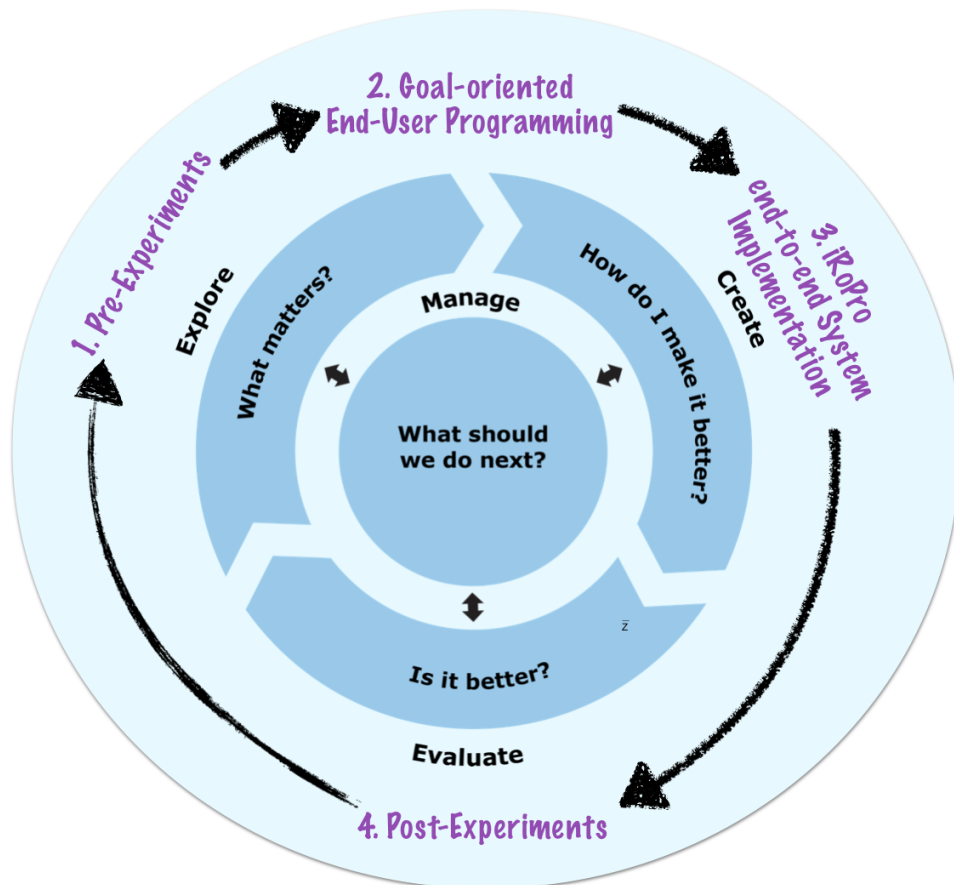 2. Goal-oriented
End-User Programming
1. Pre-Experiments
3. iRoPro
end-to-end System
Implementation
Explore
What matters?
Manage
How do I make it better?
Create
What should
we do next?
z̄
Is it better?
Evaluate
4. Post-Experiments